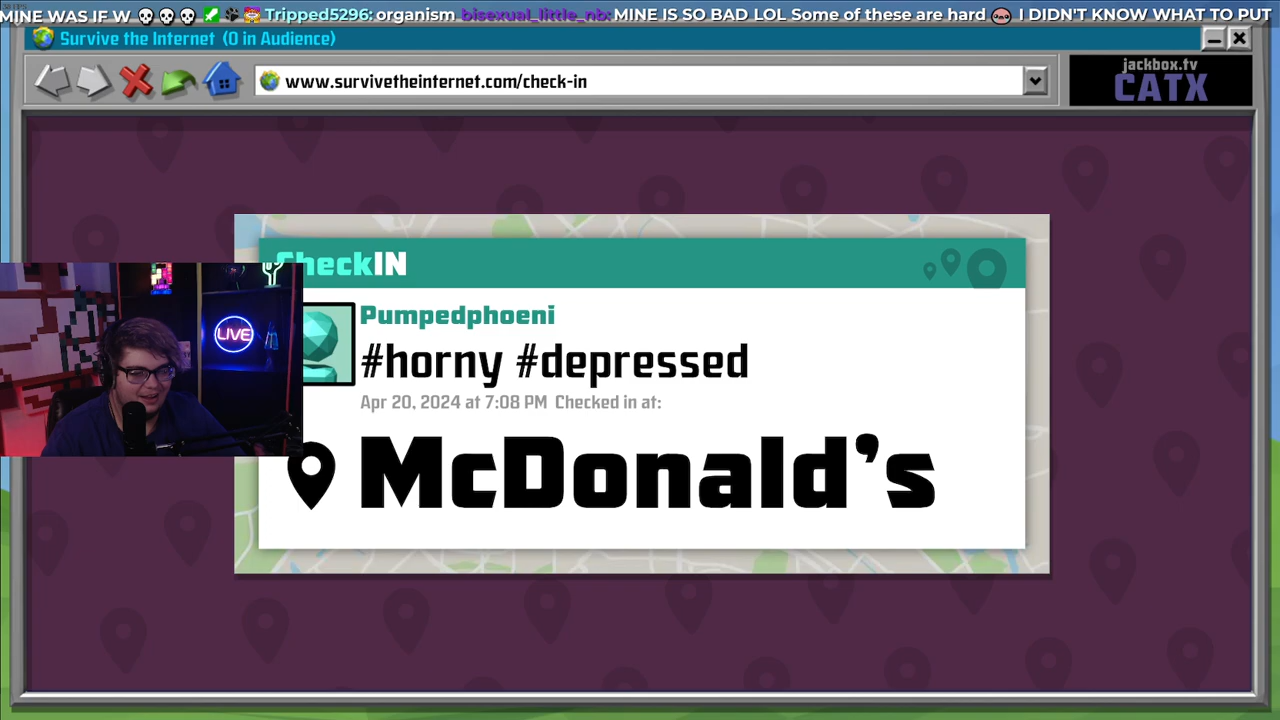 MINE WAS IF W 💀 💀 💀 Tripped5296: organism bisexual_little_nb: MINE IS SO BAD LOL Some of these are hard I DIDN'T KNOW WHAT TO PUT
Survive the Internet (0 in Audience)
www.survivetheinternet.com/check-in
jackbox.tv
CATX
CheckIN
Pumpedphoeni
#horny #depressed
Apr 20, 2024 at 7:08 PM Checked in at:
LIVE
McDonald's